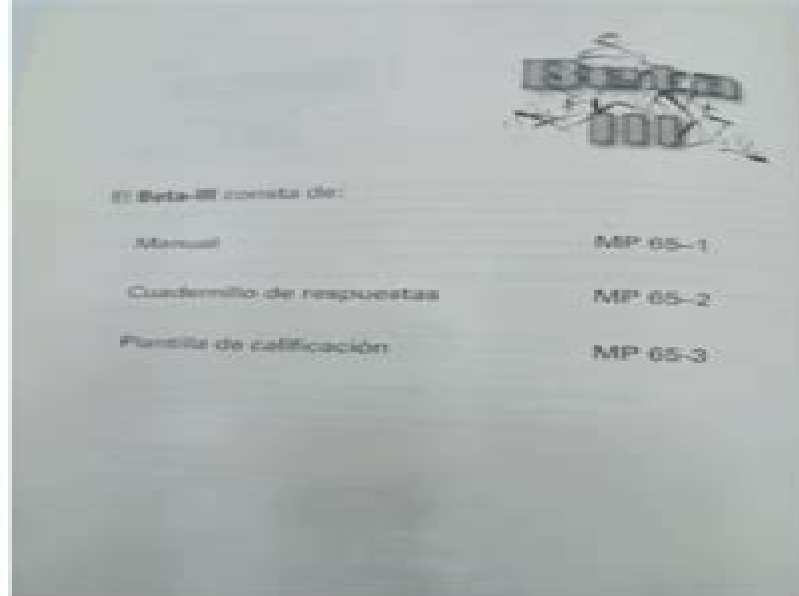 Beta
III
El Beta-III consta de:
Manual MP 65-1
Cuadernillo de respuestas MP 65-2
Plantilla de calificación MP 65-3